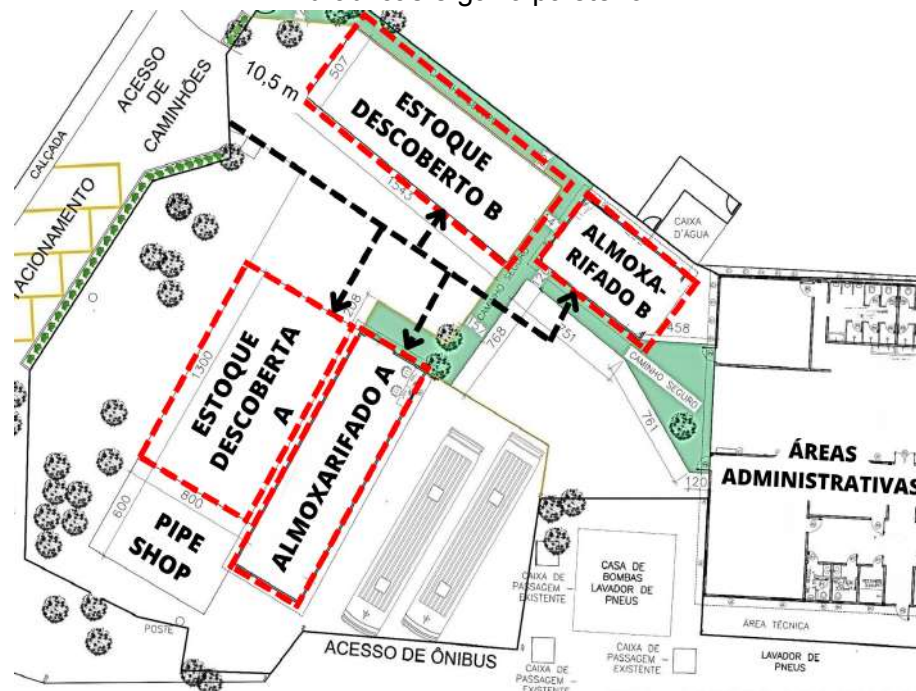 ACESSO
DE
CAMINHÕES
CALÇADA
10,5 m
507
ESTOQUE
DESCOBERTO B
1543
TACIONAMENTO
ALMOXA-
RIFADO B
CAIXA
D'ÁGUA
458
CAMINHO SEGURO
751
768
157
208
CAMINHO SEGURO
761
120
1300
ESTOQUE
DESCOBERTA
A
ALMOXARIFADO A
800
600
PIPE
SHOP
ÁREAS
ADMINISTRATIVAS
CAIXA DE
PASSAGEM –
EXISTENTE
CASA DE
BOMBAS
LAVADOR DE
PNEUS
POSTE
ACESSO DE ÔNIBUS
CAIXA DE
PASSAGEM –
EXISTENTE
CAIXA DE
PASSAGEM –
EXISTENTE
ÁREA TÉCNICA
LAVADOR DE
PNEUS